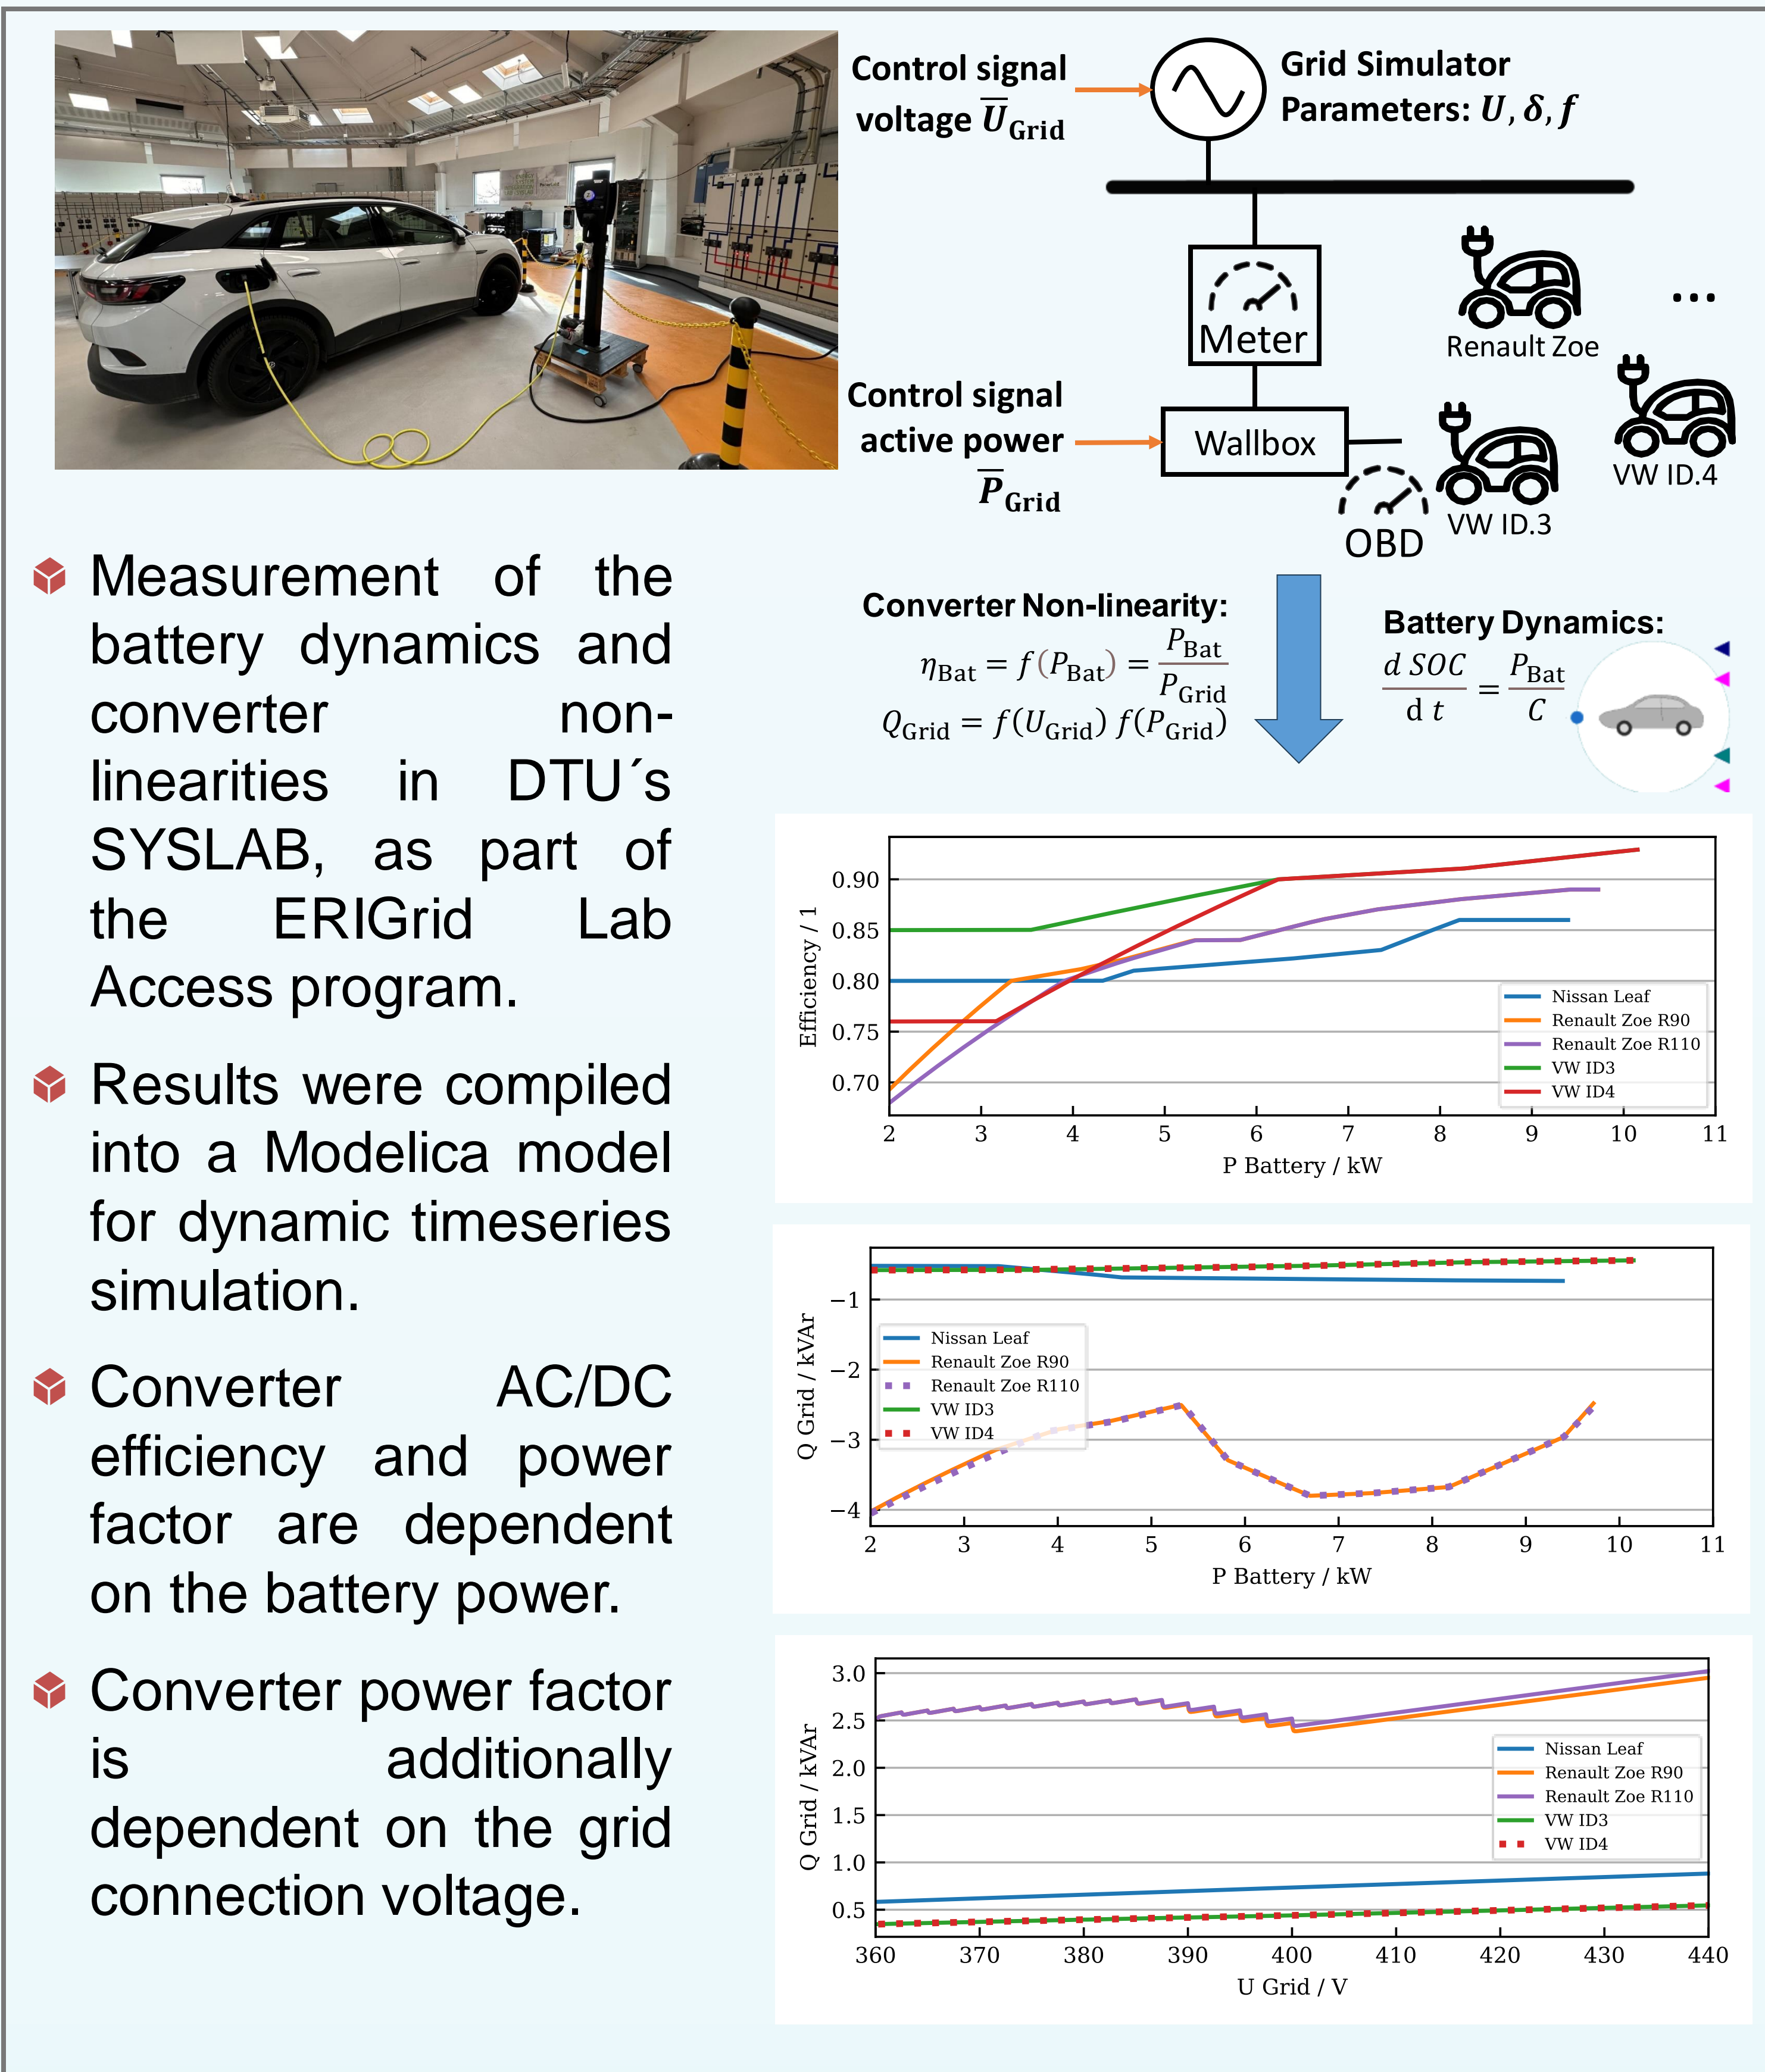 Control signal
voltage U̅Grid
Grid Simulator
Parameters: U, δ, f
Meter
Renault Zoe
...
Control signal
active power
P̅Grid
Wallbox
VW ID.4
VW ID.3
OBD
Measurement of the
battery dynamics and
converter non-
linearities in DTU´s
SYSLAB, as part of
the ERIGrid Lab
Access program.
Results were compiled
into a Modelica model
for dynamic timeseries
simulation.
Converter AC/DC
efficiency and power
factor are dependent
on the battery power.
Converter power factor
is additionally
dependent on the grid
connection voltage.
Converter Non-linearity:
ηBat = f(PBat) = PBat / PGrid
QGrid = f(UGrid) f(PGrid)
Battery Dynamics:
d SOC / d t = PBat / C
Efficiency / 1
0.90
0.85
0.80
0.75
0.70
Nissan Leaf
Renault Zoe R90
Renault Zoe R110
VW ID3
VW ID4
2 3 4 5 6 7 8 9 10 11
P Battery / kW
Q Grid / kVAr
−1
−2
−3
−4
Nissan Leaf
Renault Zoe R90
Renault Zoe R110
VW ID3
VW ID4
2 3 4 5 6 7 8 9 10 11
P Battery / kW
Q Grid / kVAr
3.0
2.5
2.0
1.5
1.0
0.5
Nissan Leaf
Renault Zoe R90
Renault Zoe R110
VW ID3
VW ID4
360 370 380 390 400 410 420 430 440
U Grid / V